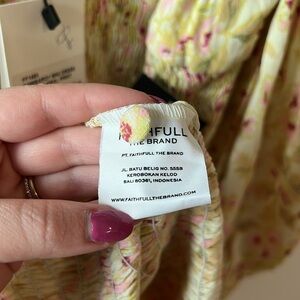 FAITHFULL
THE BRAND
PT. FAITHFULL THE BRAND
JL BATU BELIG NO. 555B
KEROBOKAN KELOD
BALI 80361, INDONESIA
WWW.FAITHFULLTHEBRAND.COM